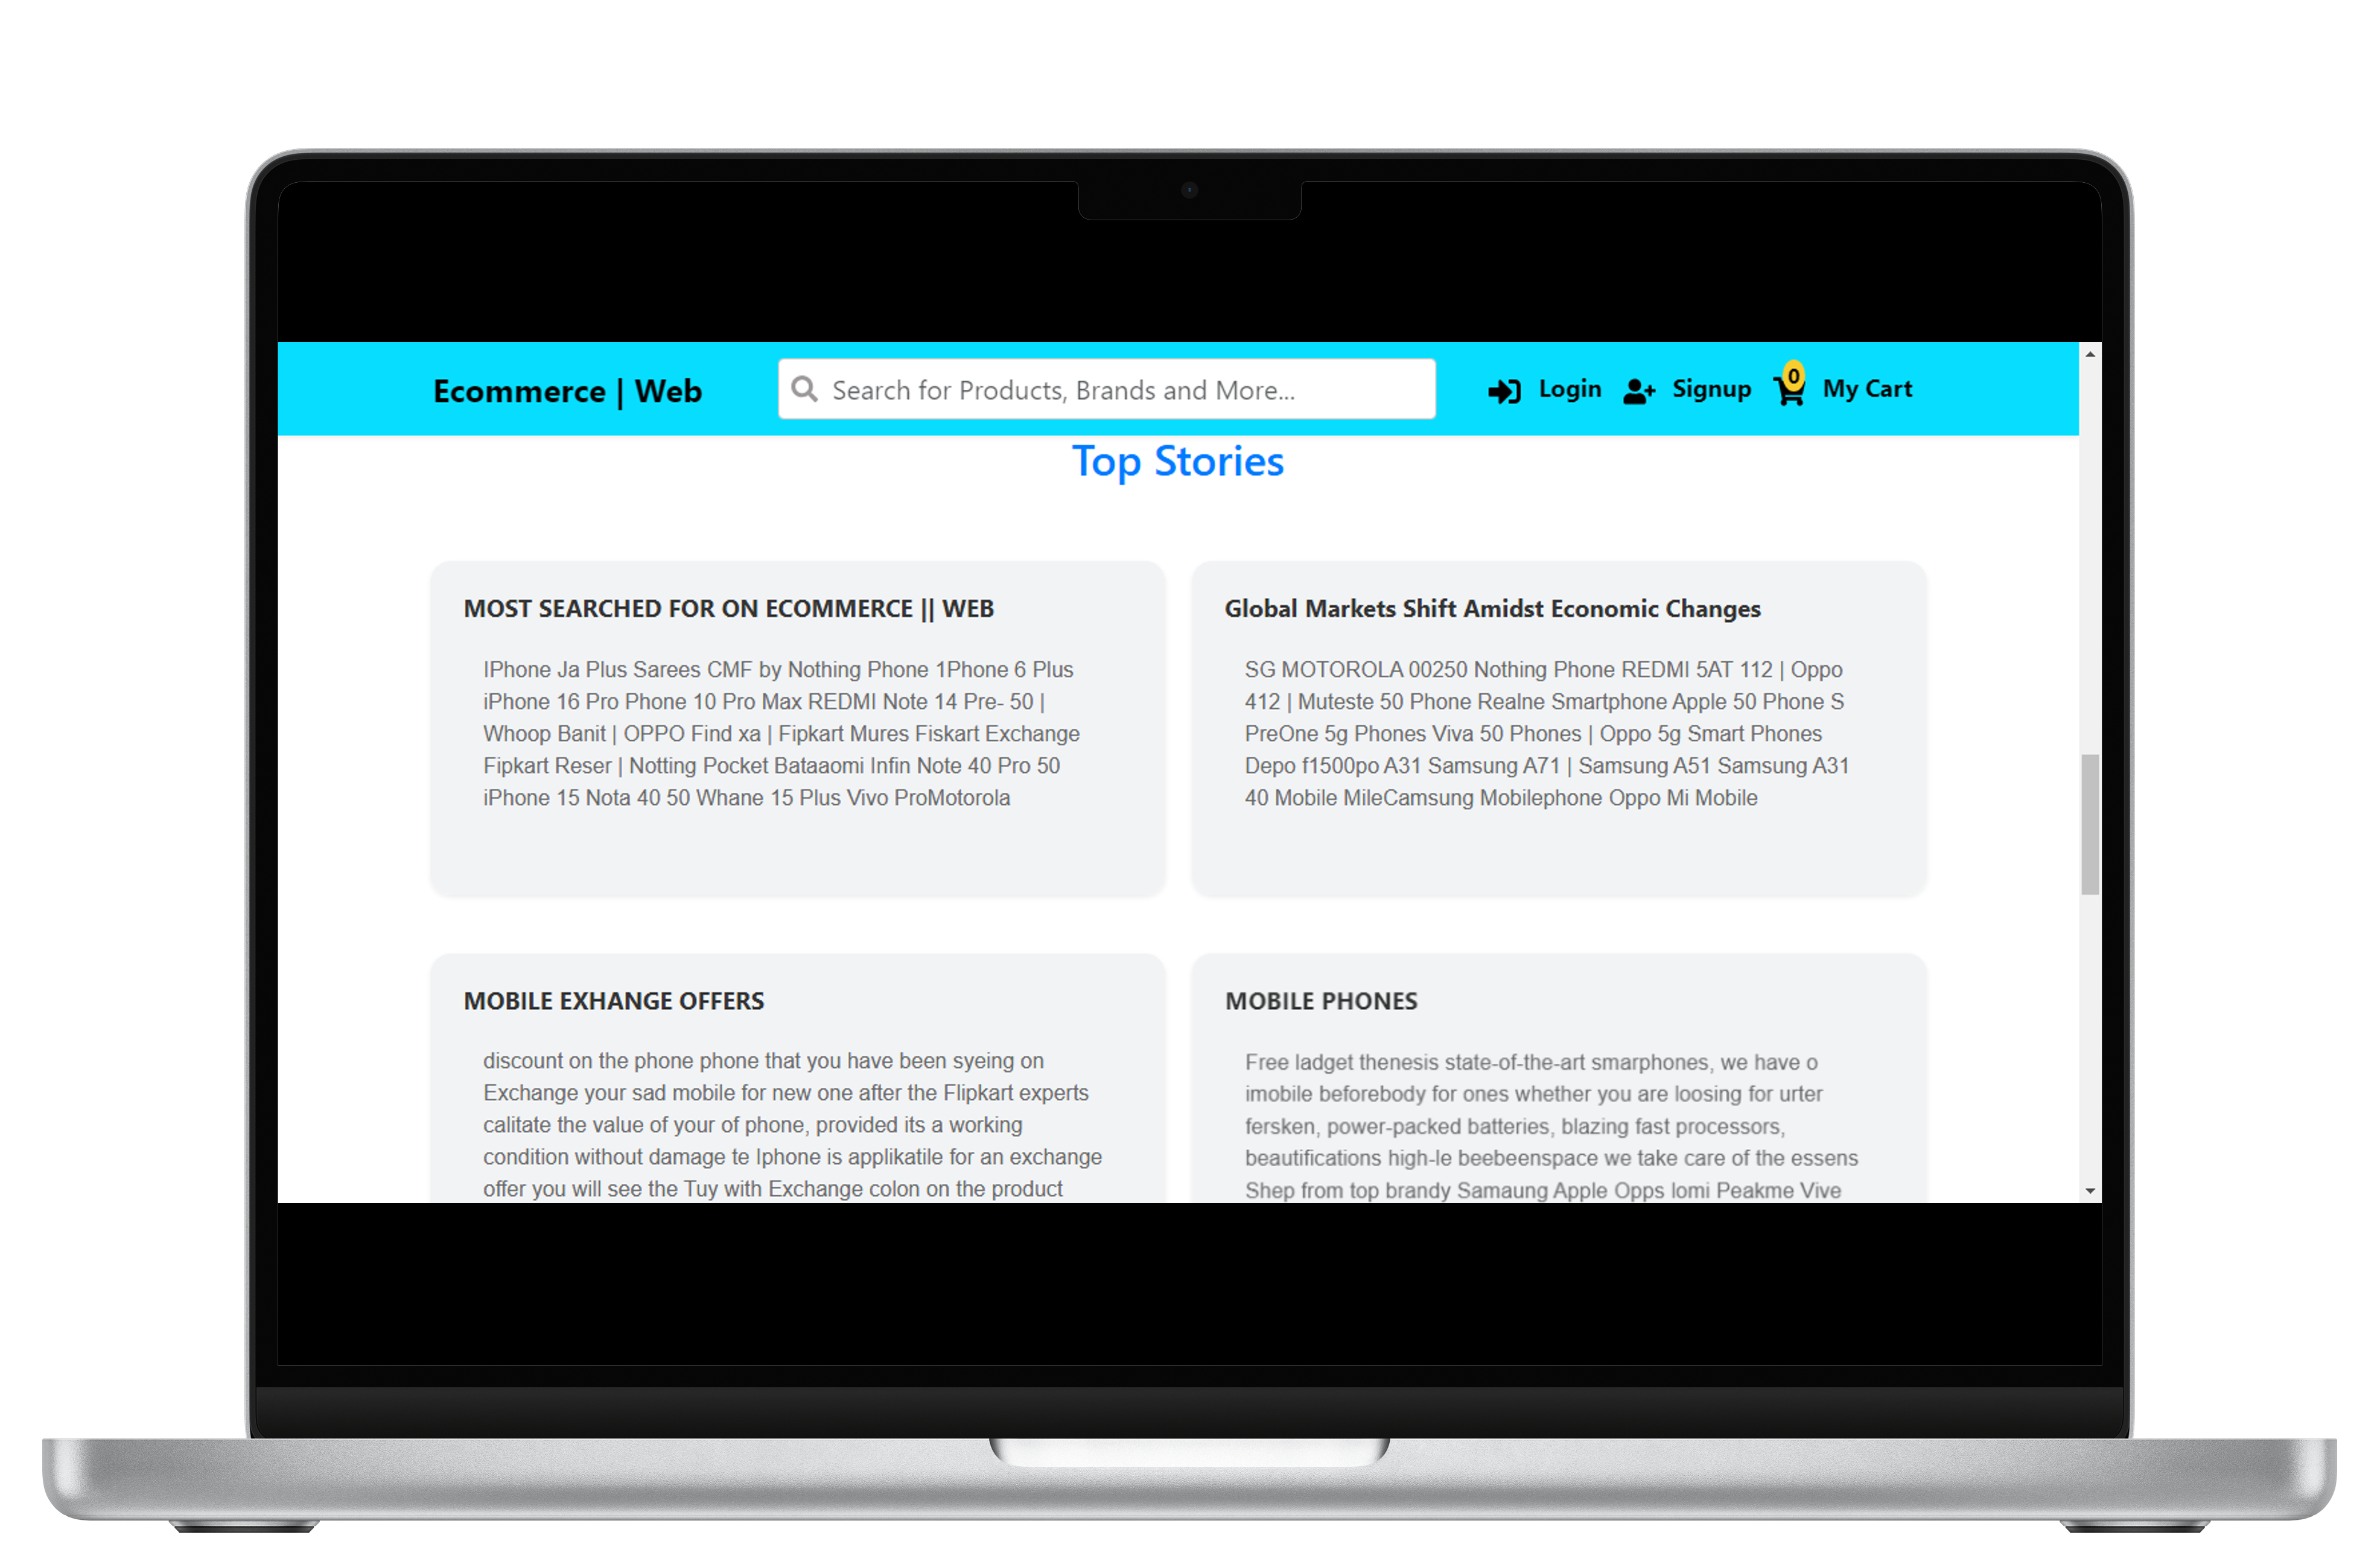 Ecommerce | Web
Search for Products, Brands and More...
Login
Signup
0
My Cart
Top Stories
MOST SEARCHED FOR ON ECOMMERCE || WEB
IPhone Ja Plus Sarees CMF by Nothing Phone 1Phone 6 Plus
iPhone 16 Pro Phone 10 Pro Max REDMI Note 14 Pre- 50 |
Whoop Banit | OPPO Find xa | Fipkart Mures Fiskart Exchange
Fipkart Reser | Notting Pocket Bataaomi Infin Note 40 Pro 50
iPhone 15 Nota 40 50 Whane 15 Plus Vivo ProMotorola
Global Markets Shift Amidst Economic Changes
SG MOTOROLA 00250 Nothing Phone REDMI 5AT 112 | Oppo
412 | Muteste 50 Phone Realne Smartphone Apple 50 Phone S
PreOne 5g Phones Viva 50 Phones | Oppo 5g Smart Phones
Depo f1500po A31 Samsung A71 | Samsung A51 Samsung A31
40 Mobile MileCamsung Mobilephone Oppo Mi Mobile
MOBILE EXHANGE OFFERS
discount on the phone phone that you have been syeing on
Exchange your sad mobile for new one after the Flipkart experts
calitate the value of your of phone, provided its a working
condition without damage te Iphone is applikatile for an exchange
offer you will see the Tuy with Exchange colon on the product
MOBILE PHONES
Free ladget thenesis state-of-the-art smarphones, we have o
imobile beforebody for ones whether you are loosing for urter
fersken, power-packed batteries, blazing fast processors,
beautifications high-le beebeenspace we take care of the essens
Shep from top brandy Samaung Apple Opps lomi Peakme Vive